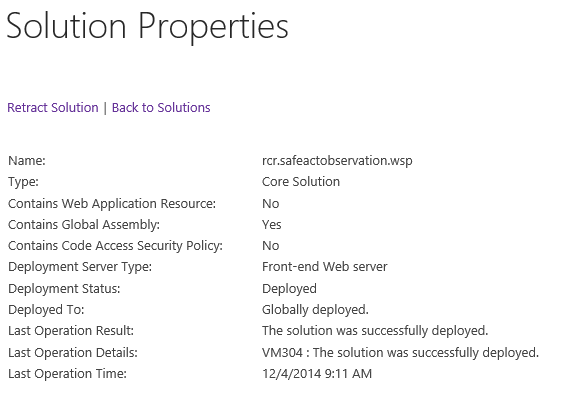 Solution Properties
Retract Solution | Back to Solutions
Name: rcr.safeactobservation.wsp
Type: Core Solution
Contains Web Application Resource: No
Contains Global Assembly: Yes
Contains Code Access Security Policy: No
Deployment Server Type: Front-end Web server
Deployment Status: Deployed
Deployed To: Globally deployed.
Last Operation Result: The solution was successfully deployed.
Last Operation Details: VM304 : The solution was successfully deployed.
Last Operation Time: 12/4/2014 9:11 AM